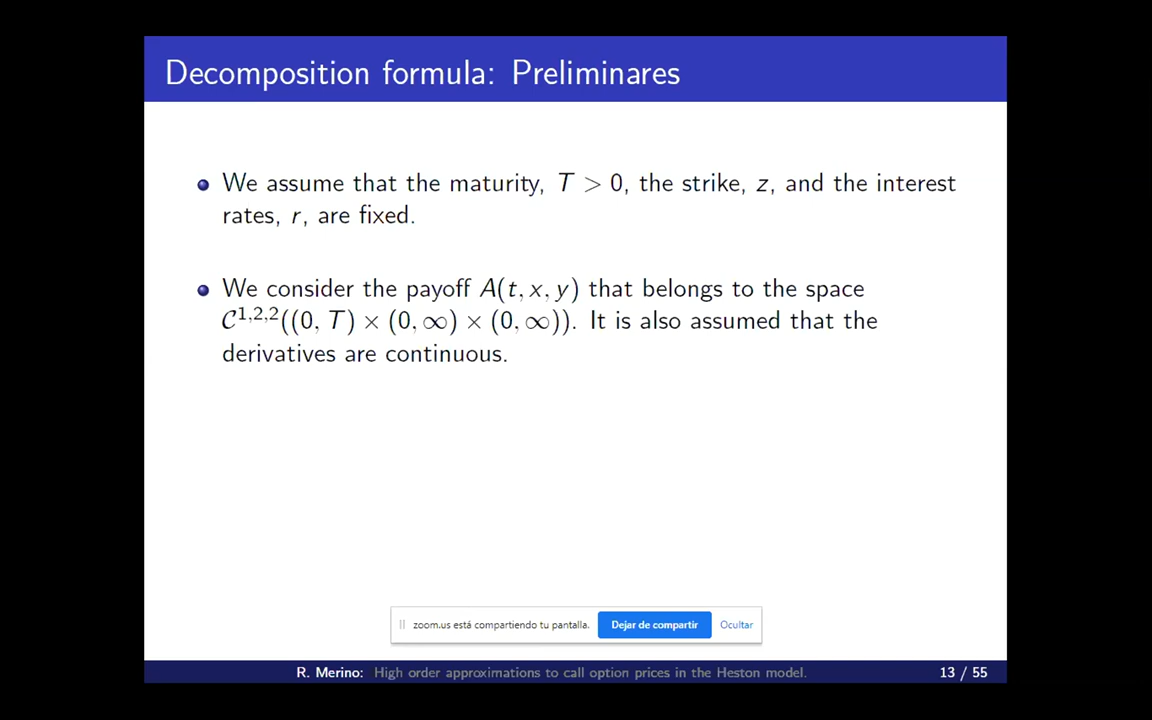 Decomposition formula: Preliminares
We assume that the maturity, T > 0, the strike, z, and the interest
rates, r, are fixed.
We consider the payoff A(t, x, y) that belongs to the space
𝒞^{1,2,2}((0, T) × (0, ∞) × (0, ∞)). It is also assumed that the
derivatives are continuous.
zoom.us está compartiendo tu pantalla. Dejar de compartir Ocultar
R. Merino: High order approximations to call option prices in the Heston model. 13 / 55